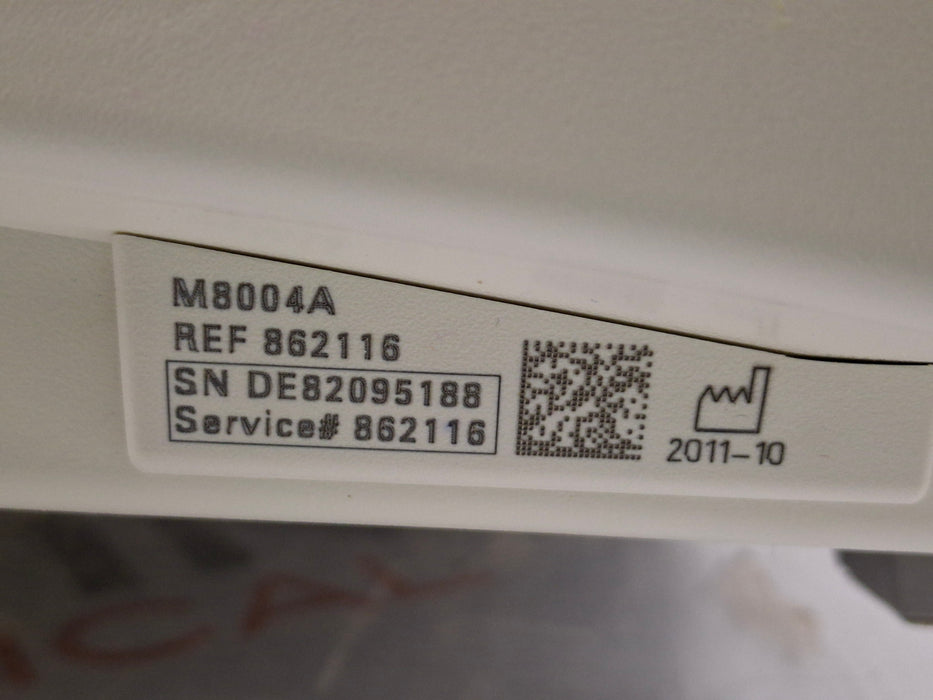 M8004A
REF 862116
SN DE82095188
Service# 862116
2011-10